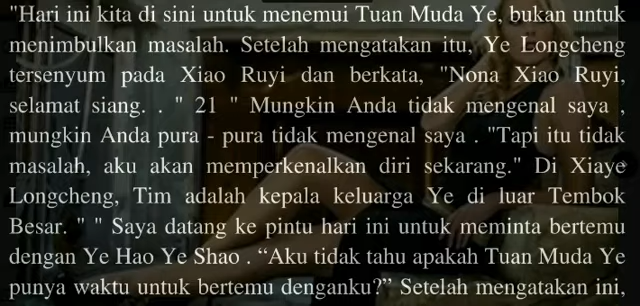 "Hari ini kita di sini untuk menemui Tuan Muda Ye, bukan untuk
menimbulkan masalah. Setelah mengatakan itu, Ye Longcheng
tersenyum pada Xiao Ruyi dan berkata, "Nona Xiao Ruyi,
selamat siang. . " 21 " Mungkin Anda tidak mengenal saya ,
mungkin Anda pura - pura tidak mengenal saya . "Tapi itu tidak
masalah, aku akan memperkenalkan diri sekarang." Di Xiaye
Longcheng, Tim adalah kepala keluarga Ye di luar Tembok
Besar. " " Saya datang ke pintu hari ini untuk meminta bertemu
dengan Ye Hao Ye Shao . “Aku tidak tahu apakah Tuan Muda Ye
punya waktu untuk bertemu denganku?” Setelah mengatakan ini,